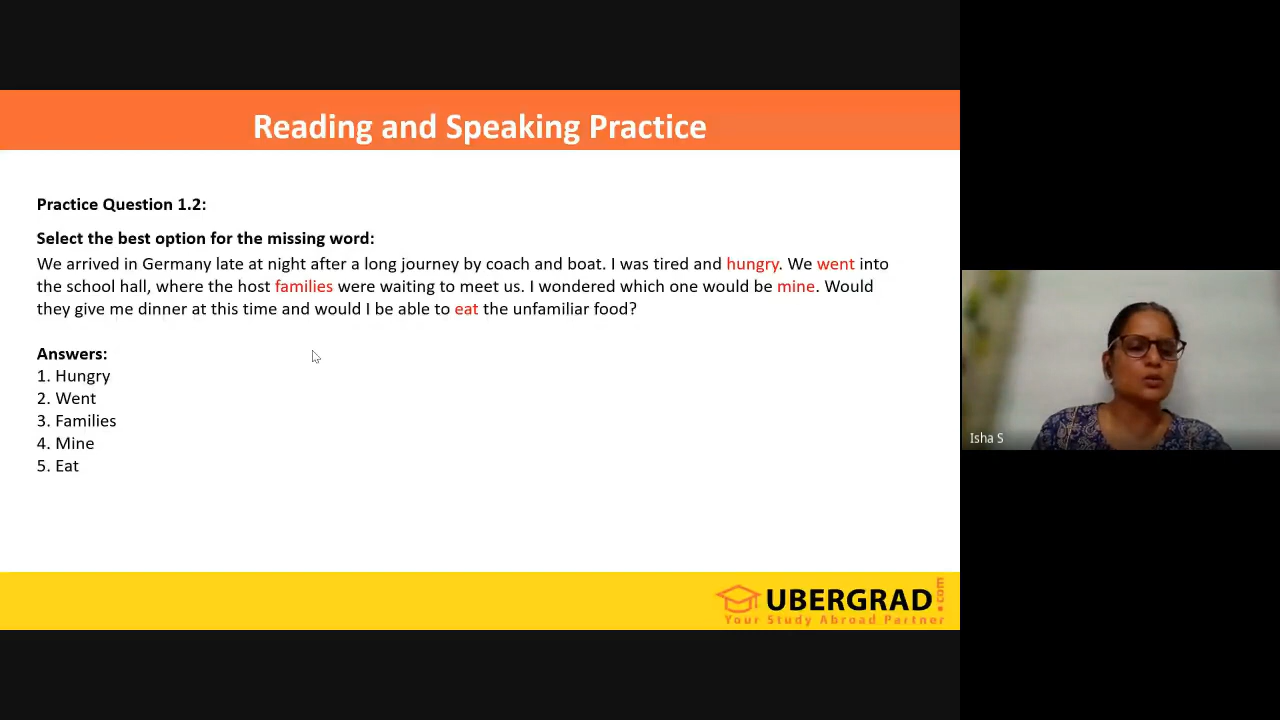 Reading and Speaking Practice
Practice Question 1.2:
Select the best option for the missing word:
We arrived in Germany late at night after a long journey by coach and boat. I was tired and hungry. We went into
the school hall, where the host families were waiting to meet us. I wondered which one would be mine. Would
they give me dinner at this time and would I be able to eat the unfamiliar food?
Answers:
1. Hungry
2. Went
3. Families
4. Mine
5. Eat
Isha S
UBERGRAD.com
Your Study Abroad Partner